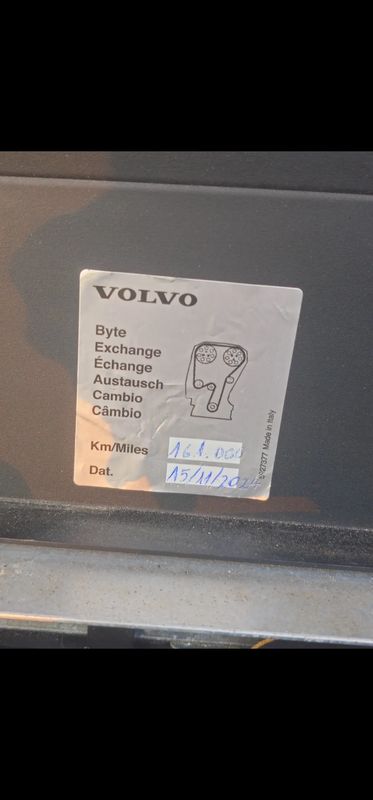 VOLVO
Byte
Exchange
Échange
Austausch
Cambio
Câmbio
Km/Miles 161.000
Dat. 15/11/2024
Made in Italy